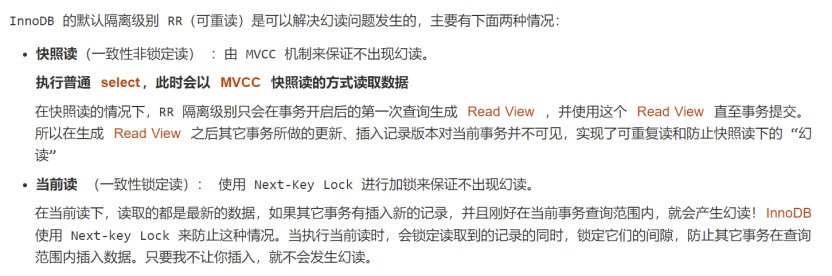 InnoDB 的默认隔离级别 RR（可重读）是可以解决幻读问题发生的，主要有下面两种情况：
• 快照读（一致性非锁定读）：由 MVCC 机制来保证不出现幻读。
执行普通 select，此时会以 MVCC 快照读的方式读取数据
在快照读的情况下，RR 隔离级别只会在事务开启后的第一次查询生成 Read View ，并使用这个 Read View 直至事务提交。
所以在生成 Read View 之后其它事务所做的更新、插入记录版本对当前事务并不可见，实现了可重复读和防止快照读下的 “幻
读”
• 当前读 （一致性锁定读）： 使用 Next-Key Lock 进行加锁来保证不出现幻读。
在当前读下，读取的都是最新的数据，如果其它事务有插入新的记录，并且刚好在当前事务查询范围内，就会产生幻读！InnoDB
使用 Next-key Lock 来防止这种情况。当执行当前读时，会锁定读取到的记录的同时，锁定它们的间隙，防止其它事务在查询
范围内插入数据。只要我不让你插入，就不会发生幻读。